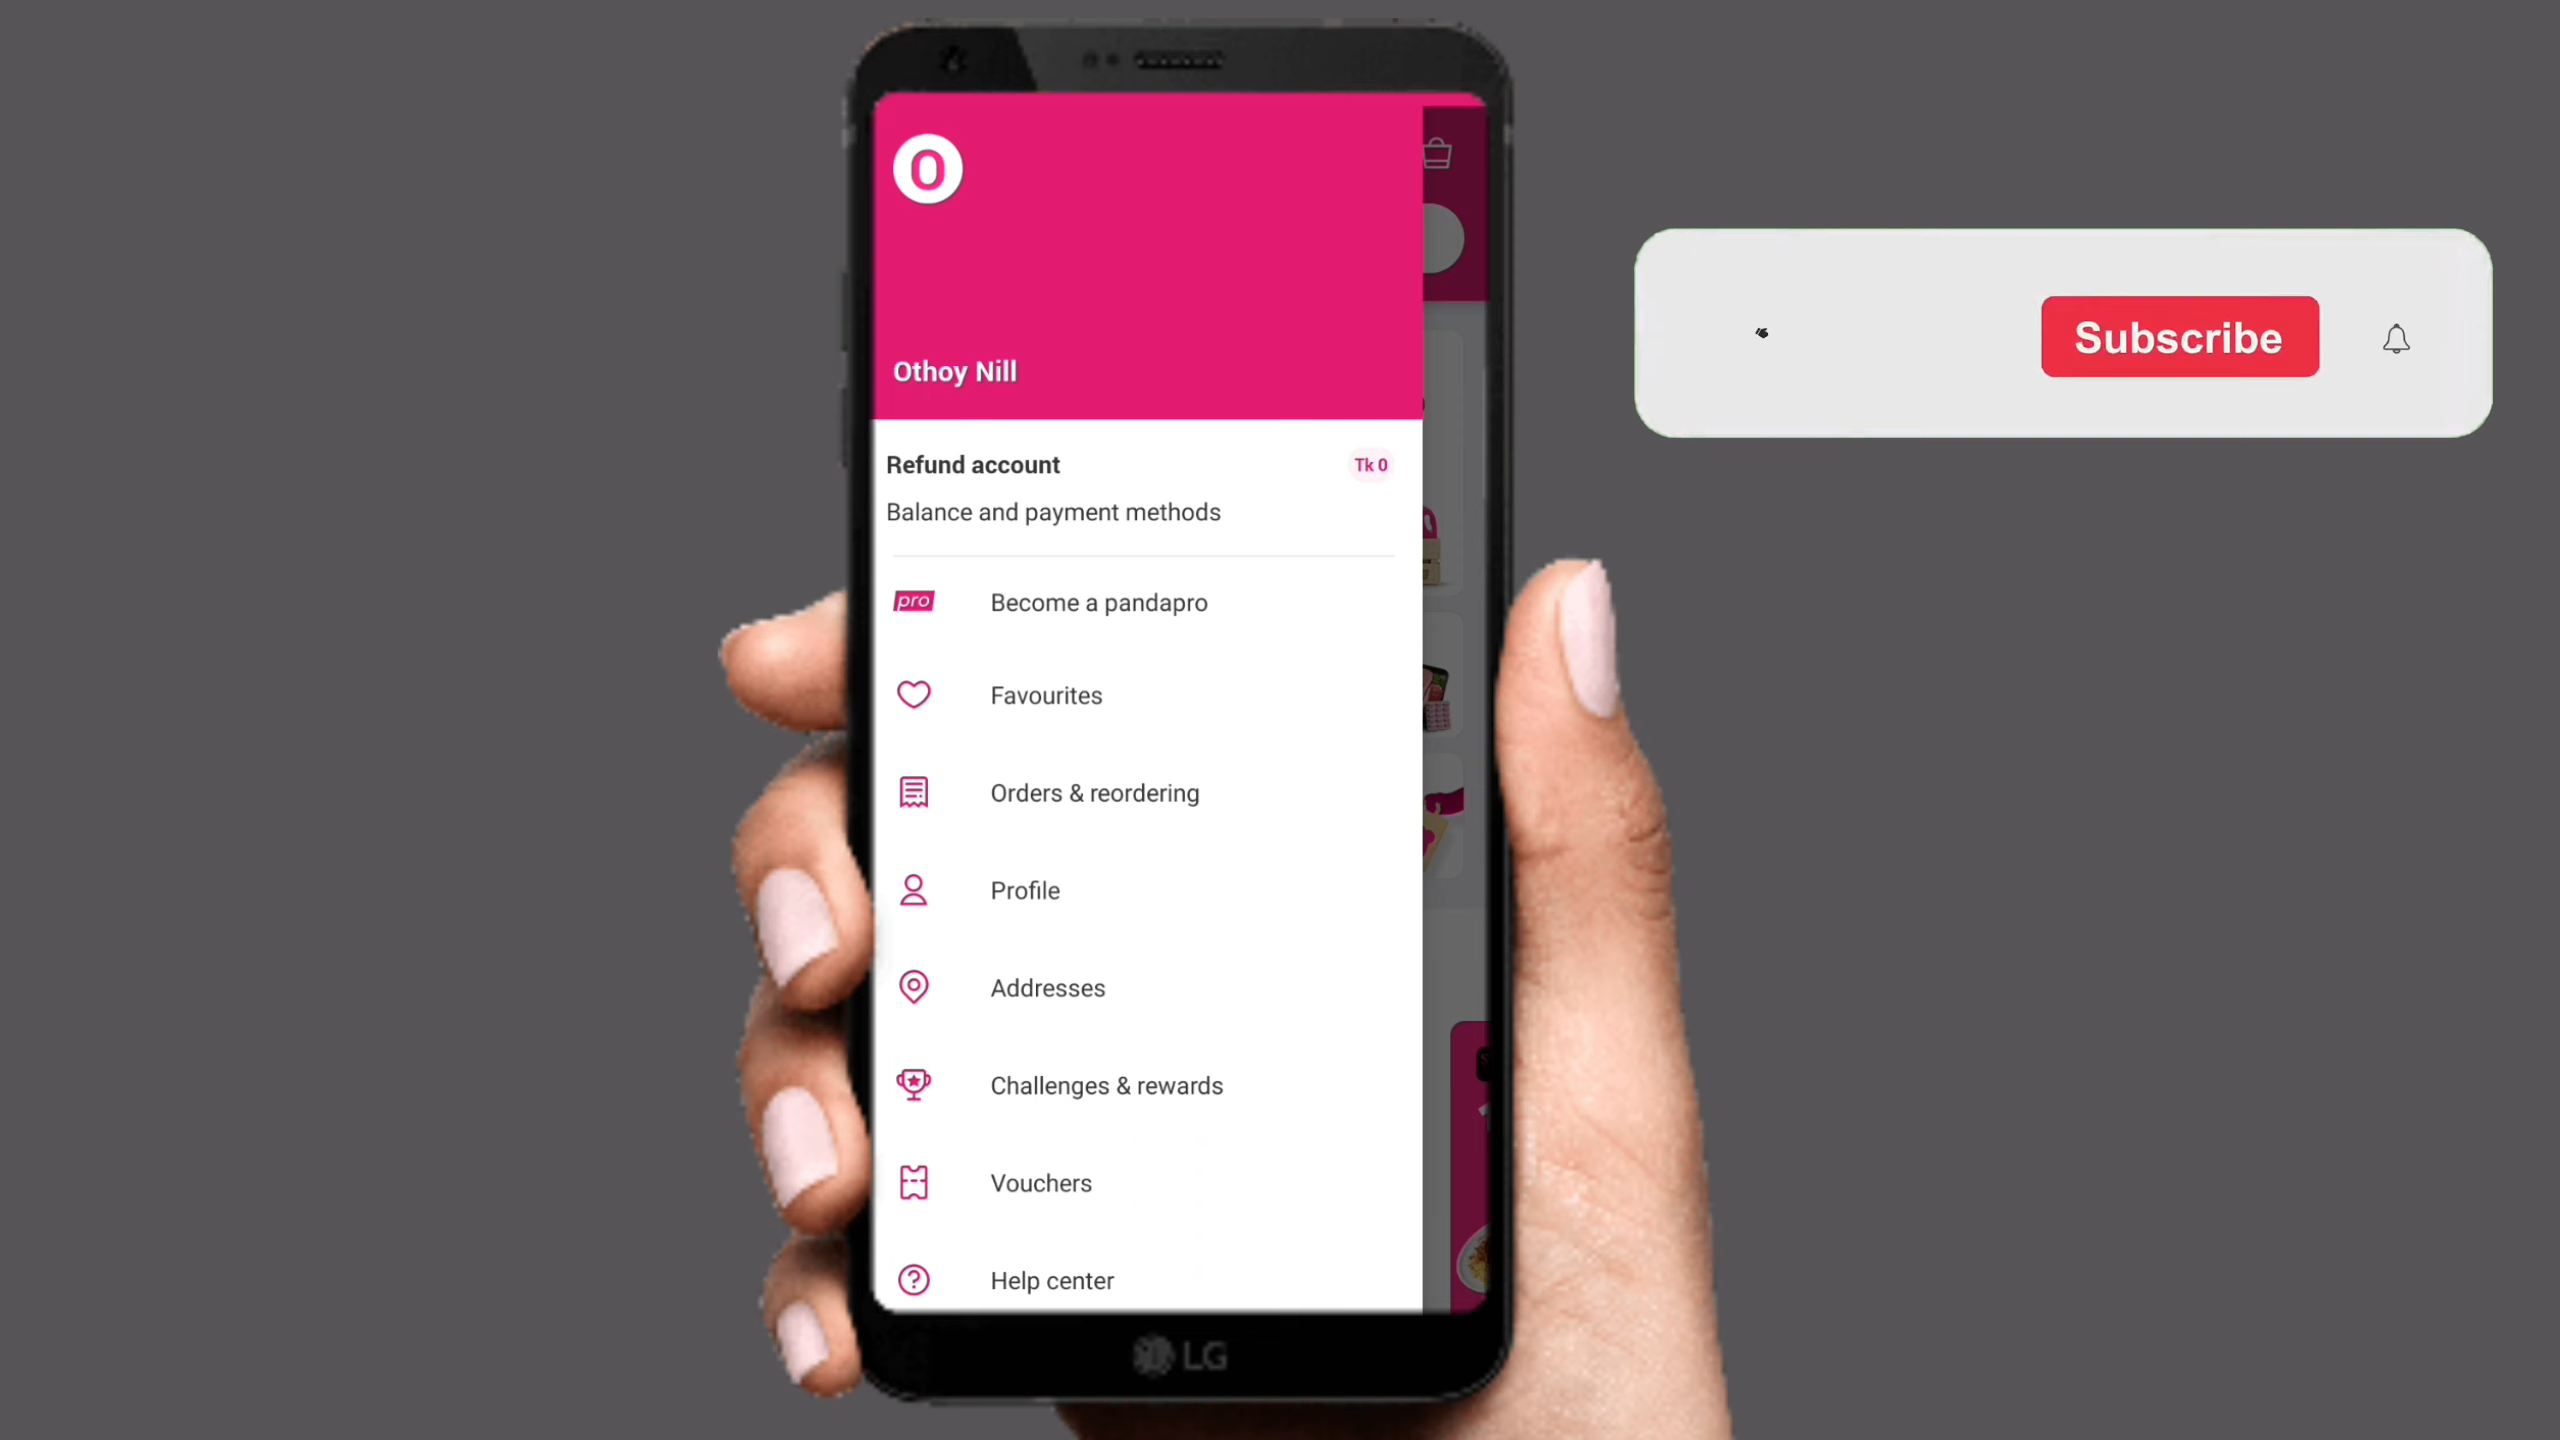 O
Othoy Nill
Subscribe
Refund account
Tk 0
Balance and payment methods
pro
Become a pandapro
Favourites
Orders & reordering
Profile
Addresses
Challenges & rewards
Vouchers
Help center
LG